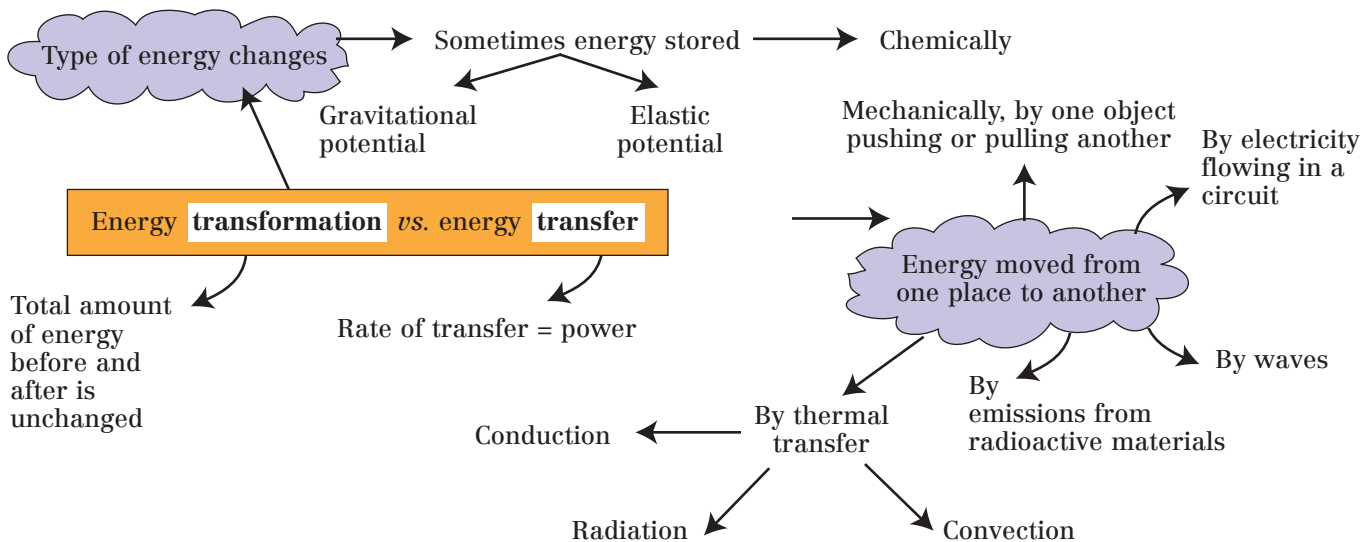 Type of energy changes
Sometimes energy stored
Chemically
Gravitational
potential
Elastic
potential
Mechanically, by one object
pushing or pulling another
By electricity
flowing in a
circuit
Energy transformation vs. energy transfer
Energy moved from
one place to another
Total amount
of energy
before and
after is
unchanged
Rate of transfer = power
By waves
By
emissions from
radioactive materials
By thermal
transfer
Conduction
Radiation
Convection